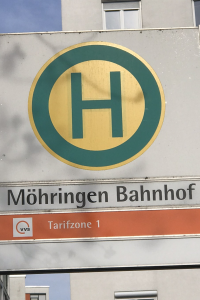 H
Möhringen Bahnhof
VVS
Tarifzone 1